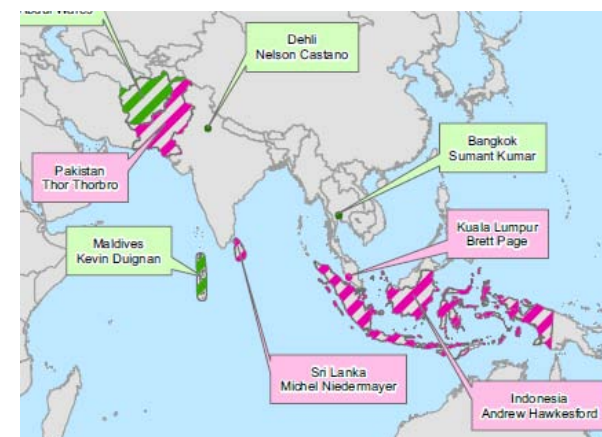 Dehli
Nelson Castano
Bangkok
Sumant Kumar
Pakistan
Thor Thorbro
Kuala Lumpur
Brett Page
Maldives
Kevin Duignan
Sri Lanka
Michel Niedermayer
Indonesia
Andrew Hawkesford